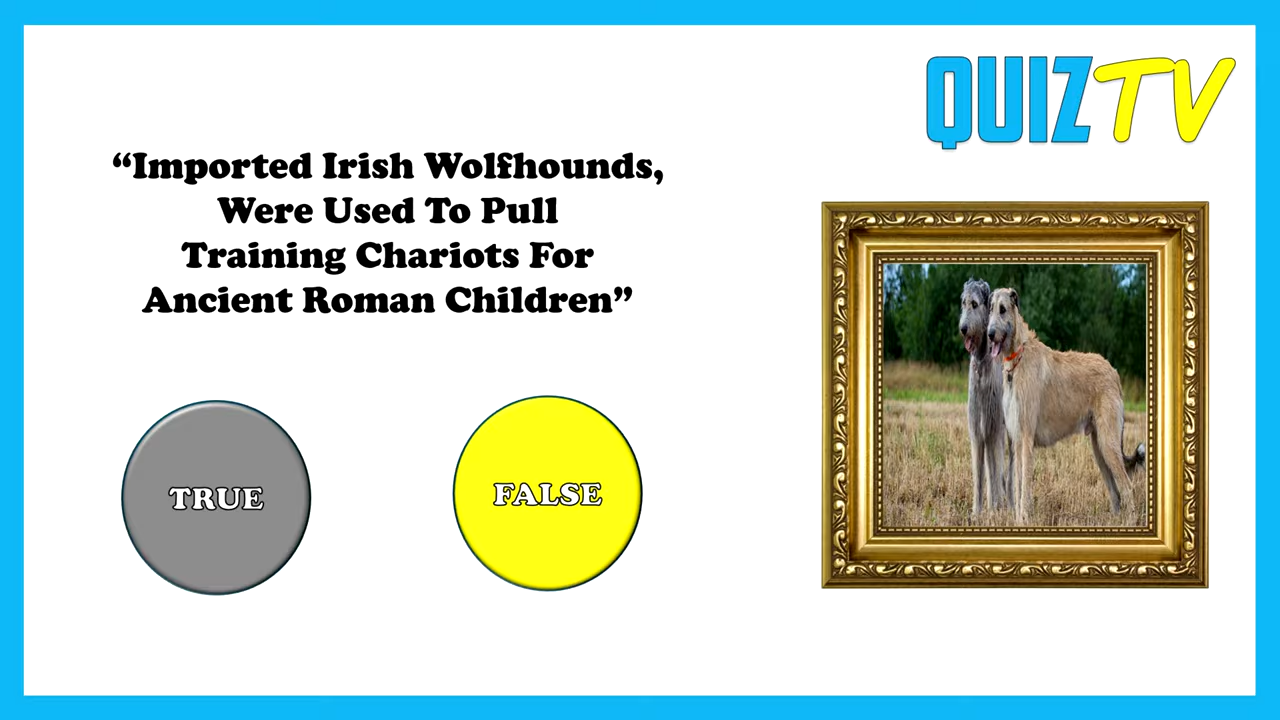 QUIZTV
“Imported Irish Wolfhounds,
Were Used To Pull
Training Chariots For
Ancient Roman Children”
TRUE
FALSE